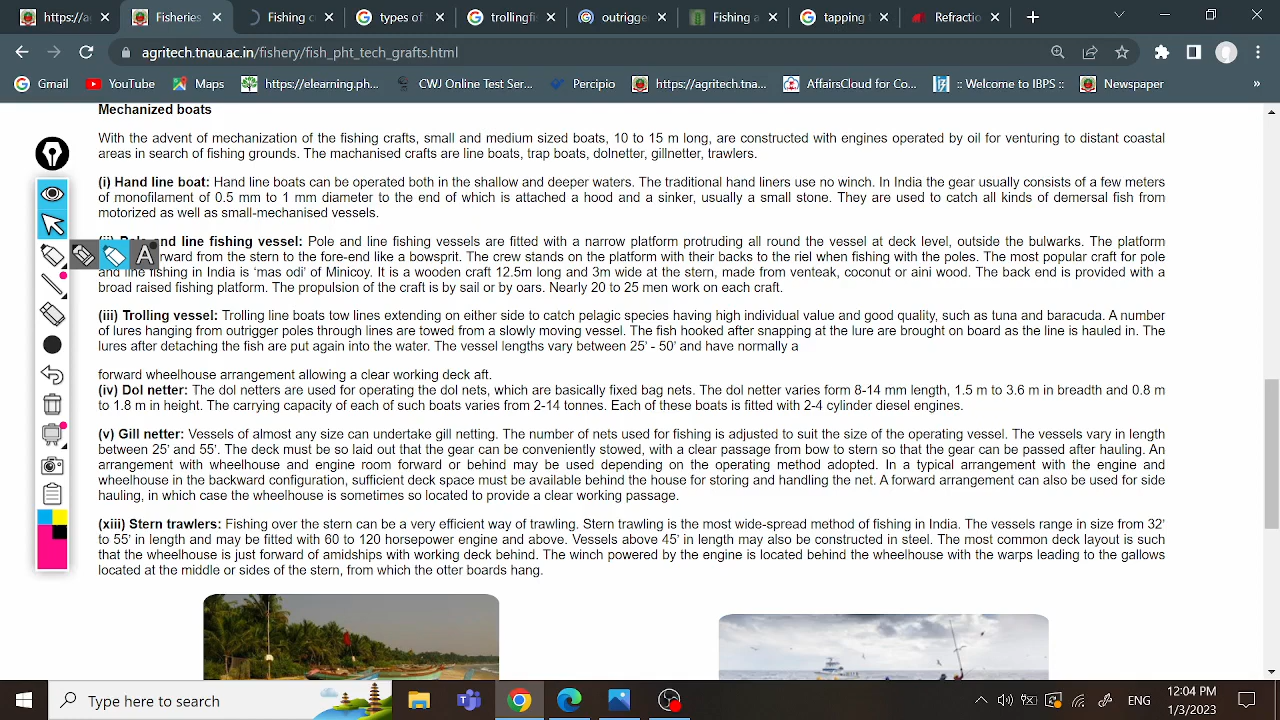 https://a
Fisheries
Fishing c
types of
trolling fi
outrigge
Fishing a
tapping t
Refractio
agritech.tnau.ac.in/fishery/fish_pht_tech_grafts.html
Gmail
YouTube
Maps
https://elearning.ph...
CWJ Online Test Ser...
Percipio
https://agritech.tna...
AffairsCloud for Co...
:: Welcome to IBPS ::
Newspaper
»
Mechanized boats
With the advent of mechanization of the fishing crafts, small and medium sized boats, 10 to 15 m long, are constructed with engines operated by oil for venturing to distant coastal
areas in search of fishing grounds. The machanised crafts are line boats, trap boats, dolnetter, gillnetter, trawlers.
(i) Hand line boat: Hand line boats can be operated both in the shallow and deeper waters. The traditional hand liners use no winch. In India the gear usually consists of a few meters
of monofilament of 0.5 mm to 1 mm diameter to the end of which is attached a hood and a sinker, usually a small stone. They are used to catch all kinds of demersal fish from
motorized as well as small-mechanised vessels.
nd line fishing vessel: Pole and line fishing vessels are fitted with a narrow platform protruding all round the vessel at deck level, outside the bulwarks. The platform
ward from the stern to the fore-end like a bowsprit. The crew stands on the platform with their backs to the riel when fishing with the poles. The most popular craft for pole
and line fishing in India is ‘mas odi’ of Minicoy. It is a wooden craft 12.5m long and 3m wide at the stern, made from venteak, coconut or aini wood. The back end is provided with a
broad raised fishing platform. The propulsion of the craft is by sail or by oars. Nearly 20 to 25 men work on each craft.
(iii) Trolling vessel: Trolling line boats tow lines extending on either side to catch pelagic species having high individual value and good quality, such as tuna and baracuda. A number
of lures hanging from outrigger poles through lines are towed from a slowly moving vessel. The fish hooked after snapping at the lure are brought on board as the line is hauled in. The
lures after detaching the fish are put again into the water. The vessel lengths vary between 25’ - 50’ and have normally a
forward wheelhouse arrangement allowing a clear working deck aft.
(iv) Dol netter: The dol netters are used for operating the dol nets, which are basically fixed bag nets. The dol netter varies form 8-14 mm length, 1.5 m to 3.6 m in breadth and 0.8 m
to 1.8 m in height. The carrying capacity of each of such boats varies from 2-14 tonnes. Each of these boats is fitted with 2-4 cylinder diesel engines.
(v) Gill netter: Vessels of almost any size can undertake gill netting. The number of nets used for fishing is adjusted to suit the size of the operating vessel. The vessels vary in length
between 25’ and 55’. The deck must be so laid out that the gear can be conveniently stowed, with a clear passage from bow to stern so that the gear can be passed after hauling. An
arrangement with wheelhouse and engine room forward or behind may be used depending on the operating method adopted. In a typical arrangement with the engine and
wheelhouse in the backward configuration, sufficient deck space must be available behind the house for storing and handling the net. A forward arrangement can also be used for side
hauling, in which case the wheelhouse is sometimes so located to provide a clear working passage.
(xiii) Stern trawlers: Fishing over the stern can be a very efficient way of trawling. Stern trawling is the most wide-spread method of fishing in India. The vessels range in size from 32’
to 55’ in length and may be fitted with 60 to 120 horsepower engine and above. Vessels above 45’ in length may also be constructed in steel. The most common deck layout is such
that the wheelhouse is just forward of amidships with working deck behind. The winch powered by the engine is located behind the wheelhouse with the warps leading to the gallows
located at the middle or sides of the stern, from which the otter boards hang.
Type here to search
ENG
12:04 PM
1/3/2023